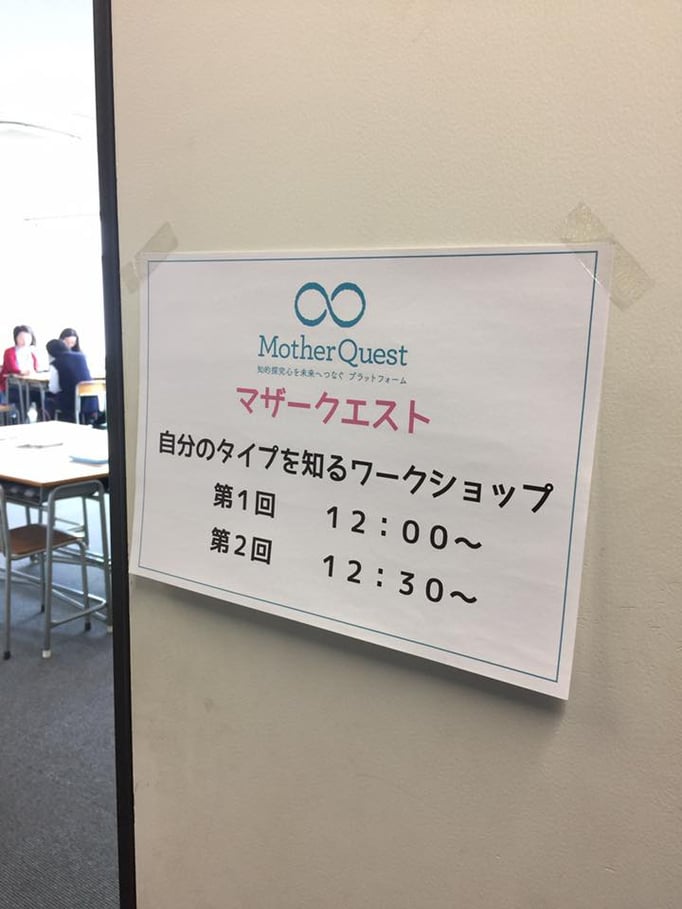 Mother Quest
知的探究心を未来へつなぐ プラットフォーム
マザークエスト
自分のタイプを知るワークショップ
第1回 12：00～
第2回 12：30～